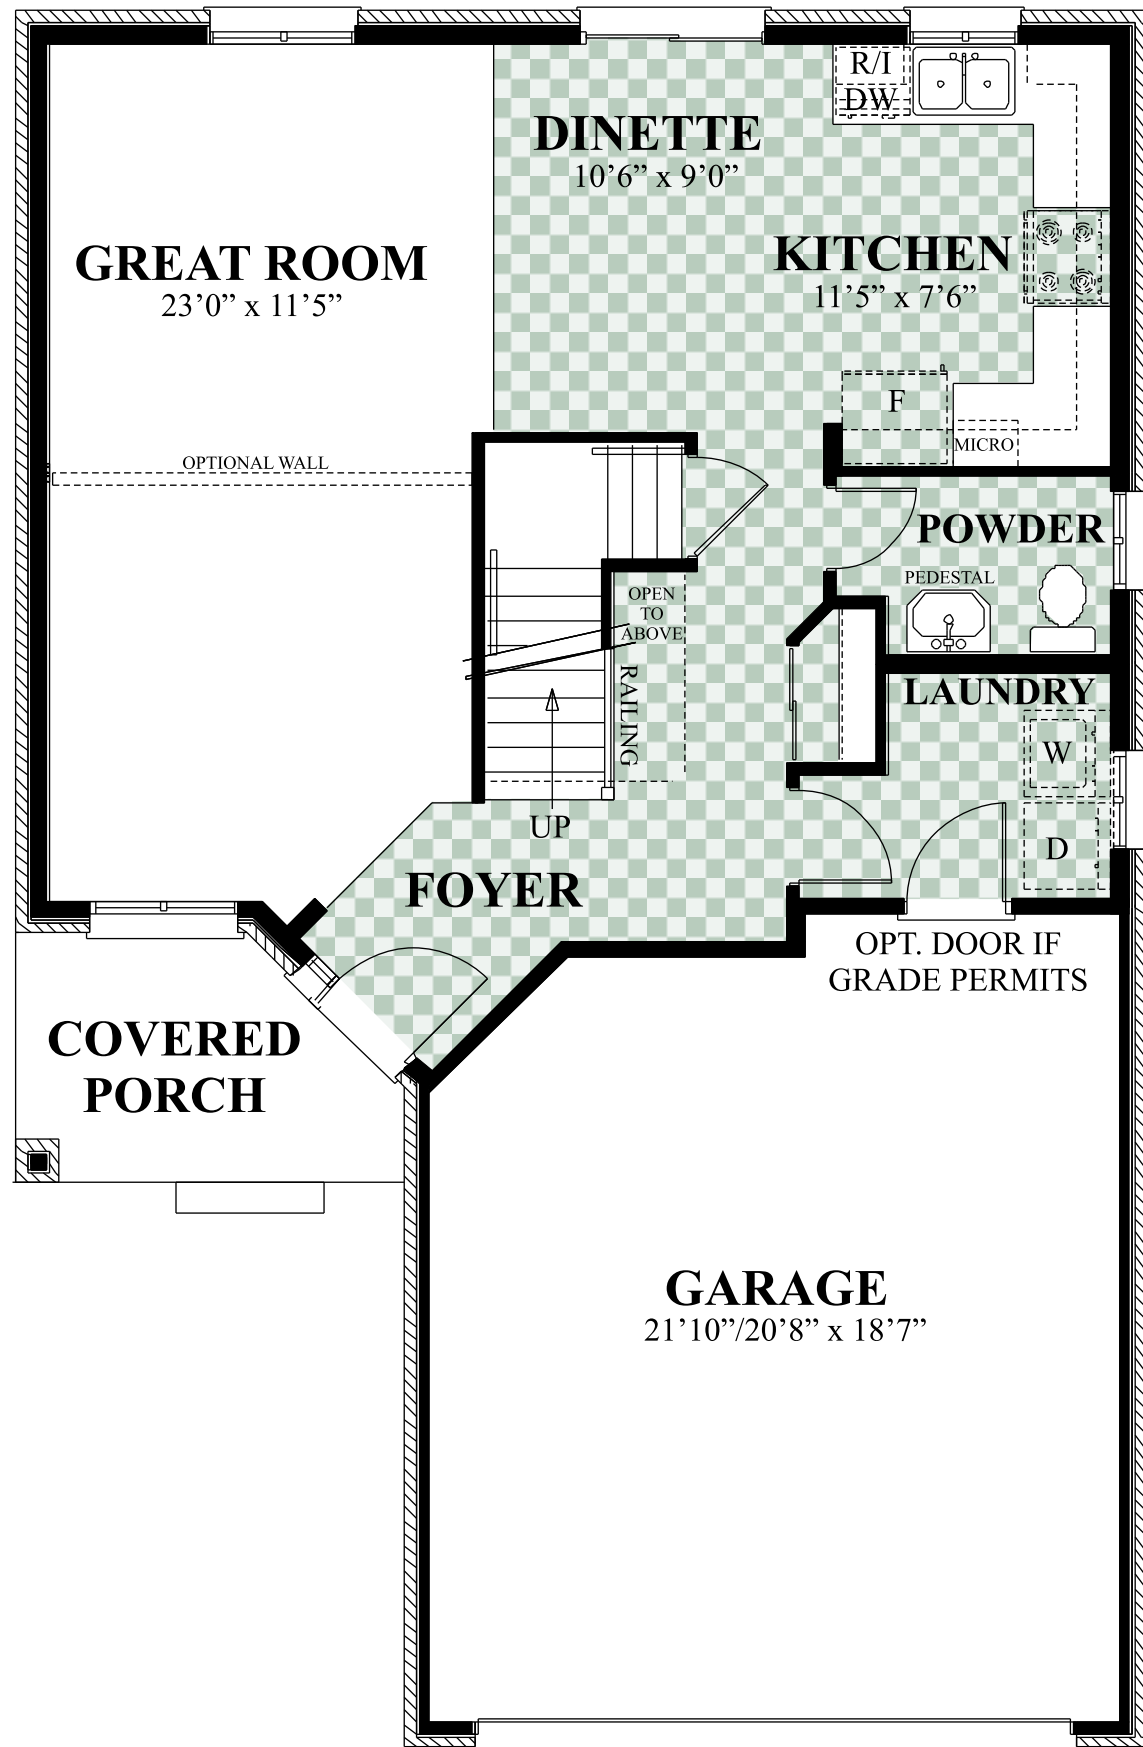 R/I
DW
DINETTE
10’6” x 9’0”
GREAT ROOM
23’0” x 11’5”
KITCHEN
11’5” x 7’6”
F
MICRO
OPTIONAL WALL
POWDER
PEDESTAL
OPEN
TO
ABOVE
RAILING
LAUNDRY
W
D
UP
FOYER
OPT. DOOR IF
GRADE PERMITS
COVERED
PORCH
GARAGE
21’10”/20’8” x 18’7”